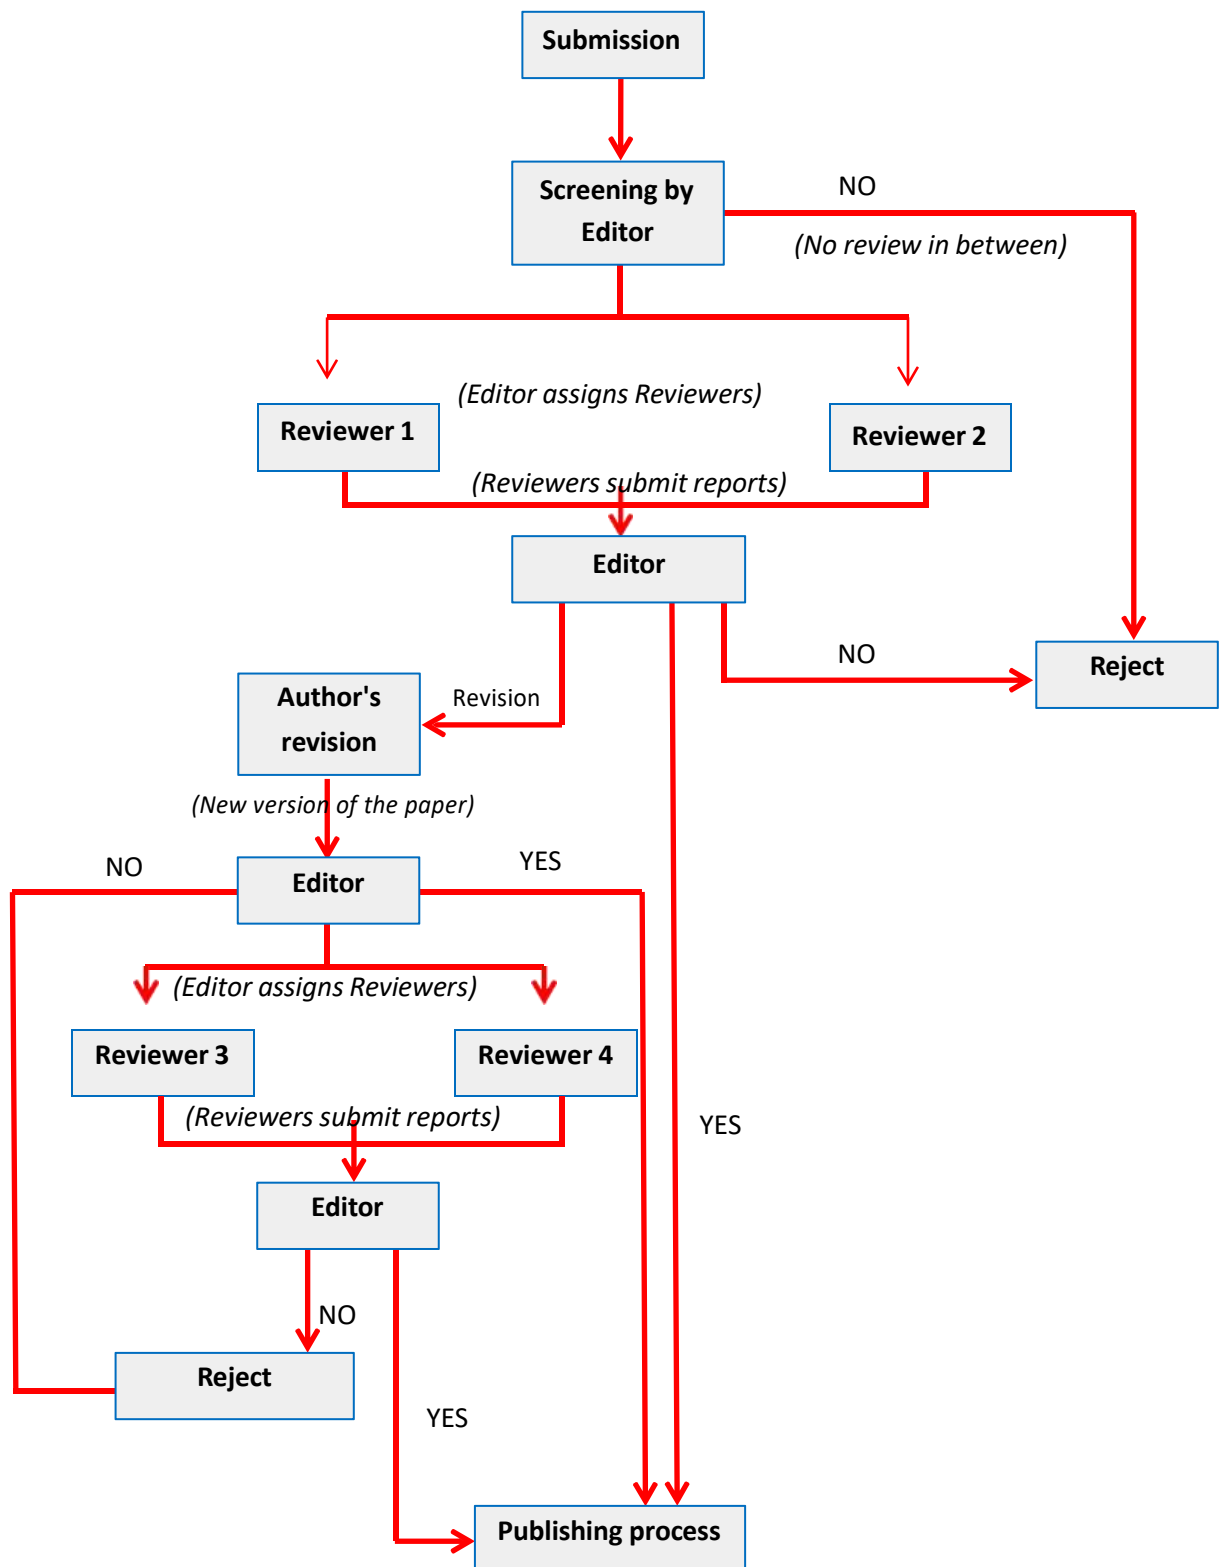 Submission
Screening by
Editor
NO
(No review in between)
(Editor assigns Reviewers)
Reviewer 1
Reviewer 2
(Reviewers submit reports)
Editor
NO
Reject
Author's
revision
Revision
(New version of the paper)
NO
Editor
YES
(Editor assigns Reviewers)
Reviewer 3
Reviewer 4
(Reviewers submit reports)
YES
Editor
NO
Reject
YES
Publishing process